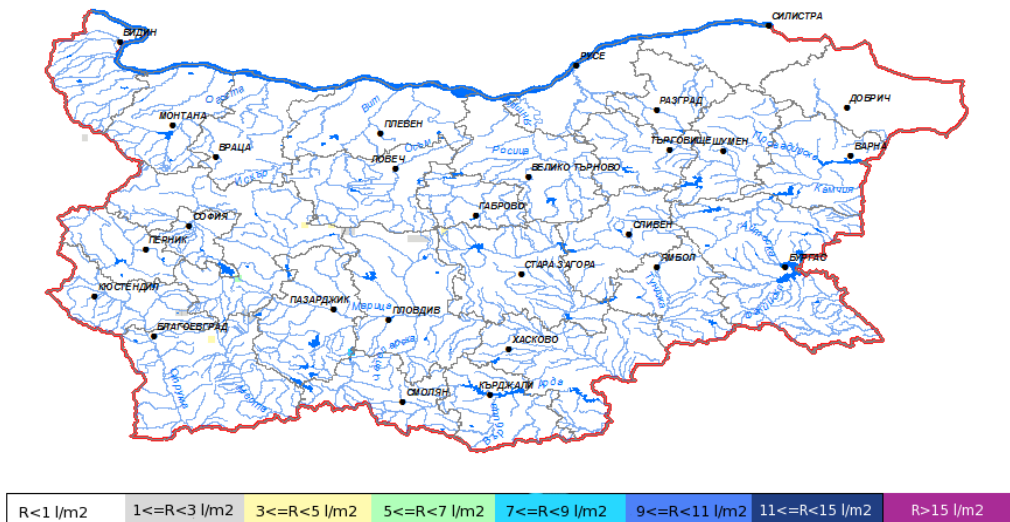 СИЛИСТРА
ВИДИН
РУСЕ
Огоста
Вит
ДОБРИЧ
РАЗГРАД
МОНТАНА
ПЛЕВЕН
ТЪРГОВИЩЕ
ШУМЕН
ВАРНА
ВРАЦА
Осъм
Росица
ЛОВЕЧ
Искър
ВЕЛИКО ТЪРНОВО
Камчия
ГАБРОВО
СОФИЯ
СЛИВЕН
ПЕРНИК
СТАРА ЗАГОРА
ЯМБОЛ
БУРГАС
КЮСТЕНДИЛ
ПАЗАРДЖИК
Марица
ПЛОВДИВ
БЛАГОЕВГРАД
ХАСКОВО
Струма
Места
СМОЛЯН
КЪРДЖАЛИ
R<1 l/m2
1<=R<3 l/m2
3<=R<5 l/m2
5<=R<7 l/m2
7<=R<9 l/m2
9<=R<11 l/m2
11<=R<15 l/m2
R>15 l/m2